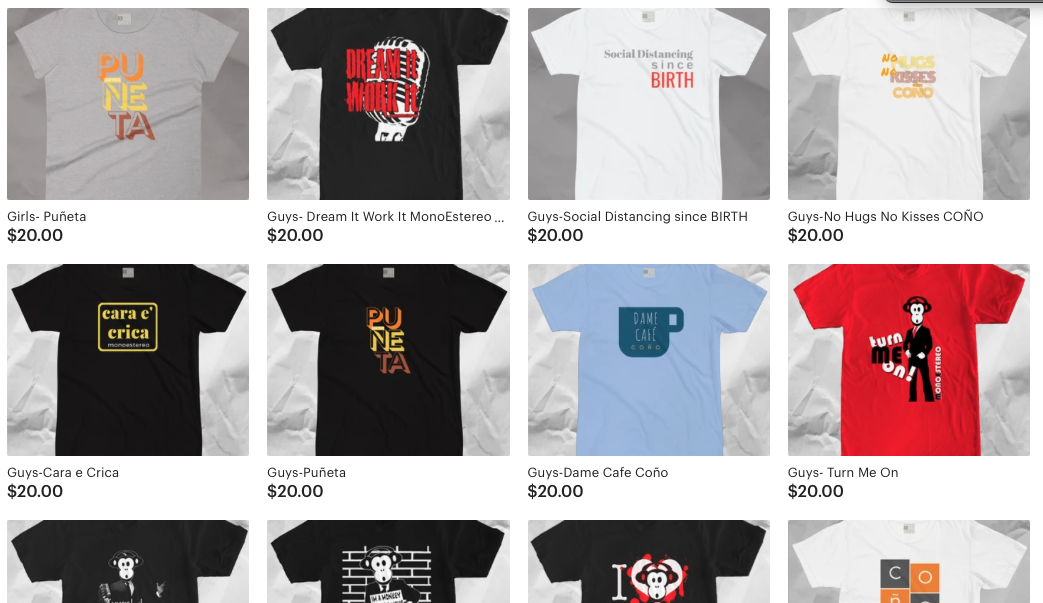 PU
ÑE
TA
DREAM it
WORK it
Social Distancing
since
BIRTH
NO HUGS
NO KISSES
COÑO
Girls- Puñeta
Guys- Dream It Work It MonoEstereo ...
Guys-Social Distancing since BIRTH
Guys-No Hugs No Kisses COÑO
$20.00
$20.00
$20.00
$20.00
cara e'
crica
monoestereo
PU
ÑE
TA
DAME
CAFÉ
COÑO
turn
ME
on!
MONO STEREO
Guys-Cara e Crica
Guys-Puñeta
Guys-Dame Cafe Coño
Guys- Turn Me On
$20.00
$20.00
$20.00
$20.00
I'M A MONKEY
I
C O
ñ